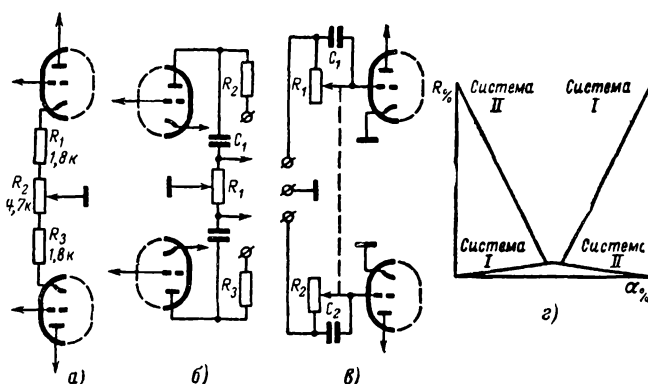 R₁
1,8к
R₂
4,7к
R₃
1,8к
а)
R₂
C₁
R₁
R₃
б)
C₁
R₁
R₂
C₂
в)
R%
Система
II
Система
I
Система
I
Система
II
α%
г)